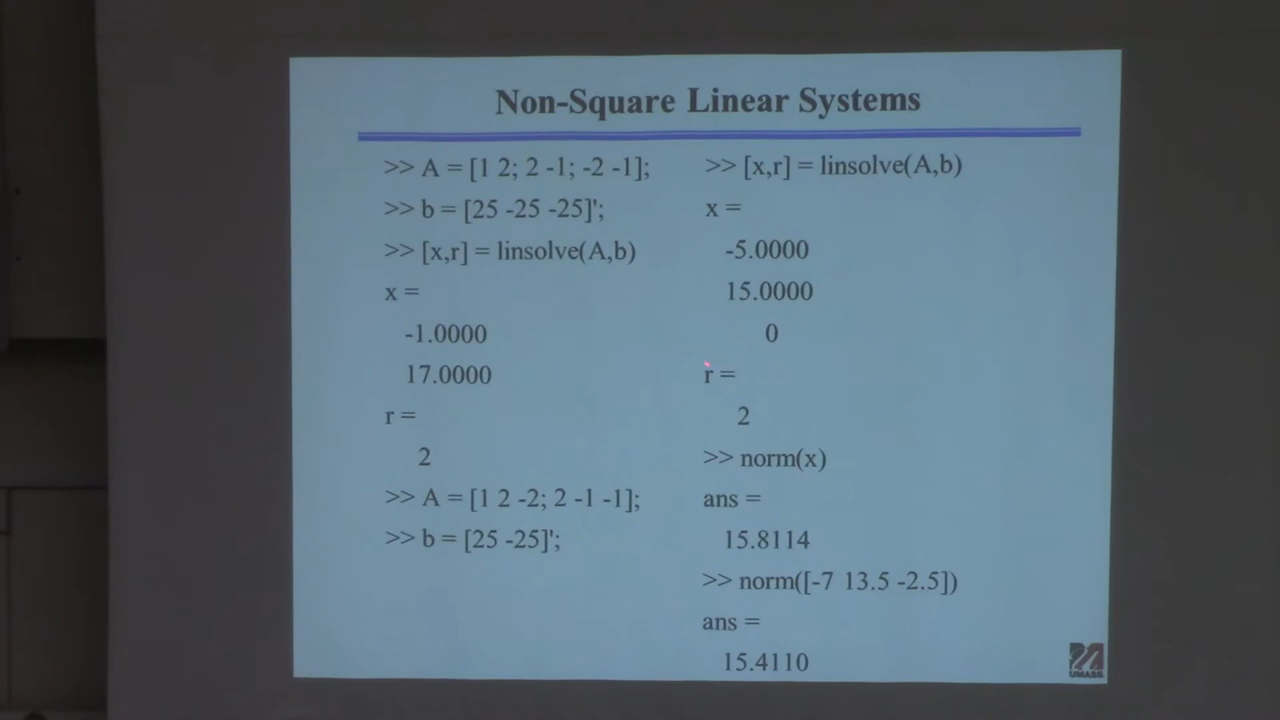 Non-Square Linear Systems
>> A = [1 2; 2 -1; -2 -1];
>> b = [25 -25 -25]';
>> [x,r] = linsolve(A,b)
x =
-1.0000
17.0000
r =
2
>> A = [1 2 -2; 2 -1 -1];
>> b = [25 -25]';
>> [x,r] = linsolve(A,b)
x =
-5.0000
15.0000
0
r =
2
>> norm(x)
ans =
15.8114
>> norm([-7 13.5 -2.5])
ans =
15.4110
UMASS